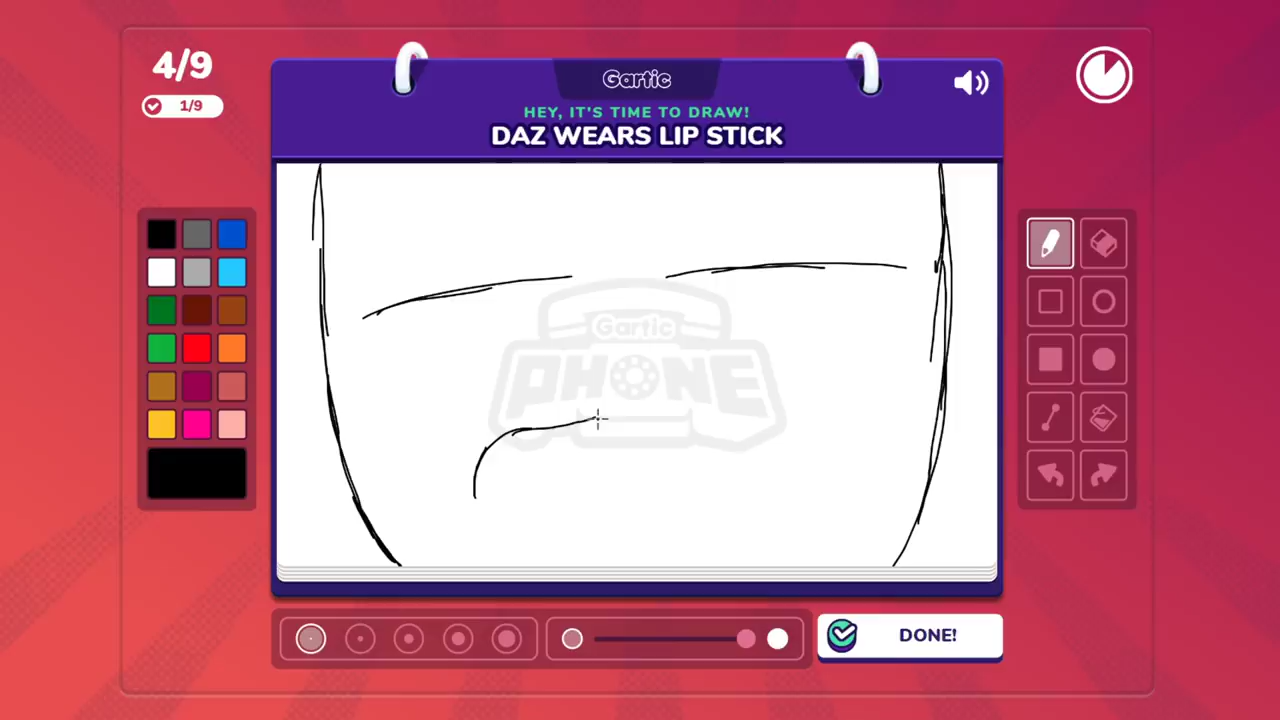 4/9
1/9
Gartic
HEY, IT'S TIME TO DRAW!
DAZ WEARS LIP STICK
Gartic
PHONE
DONE!